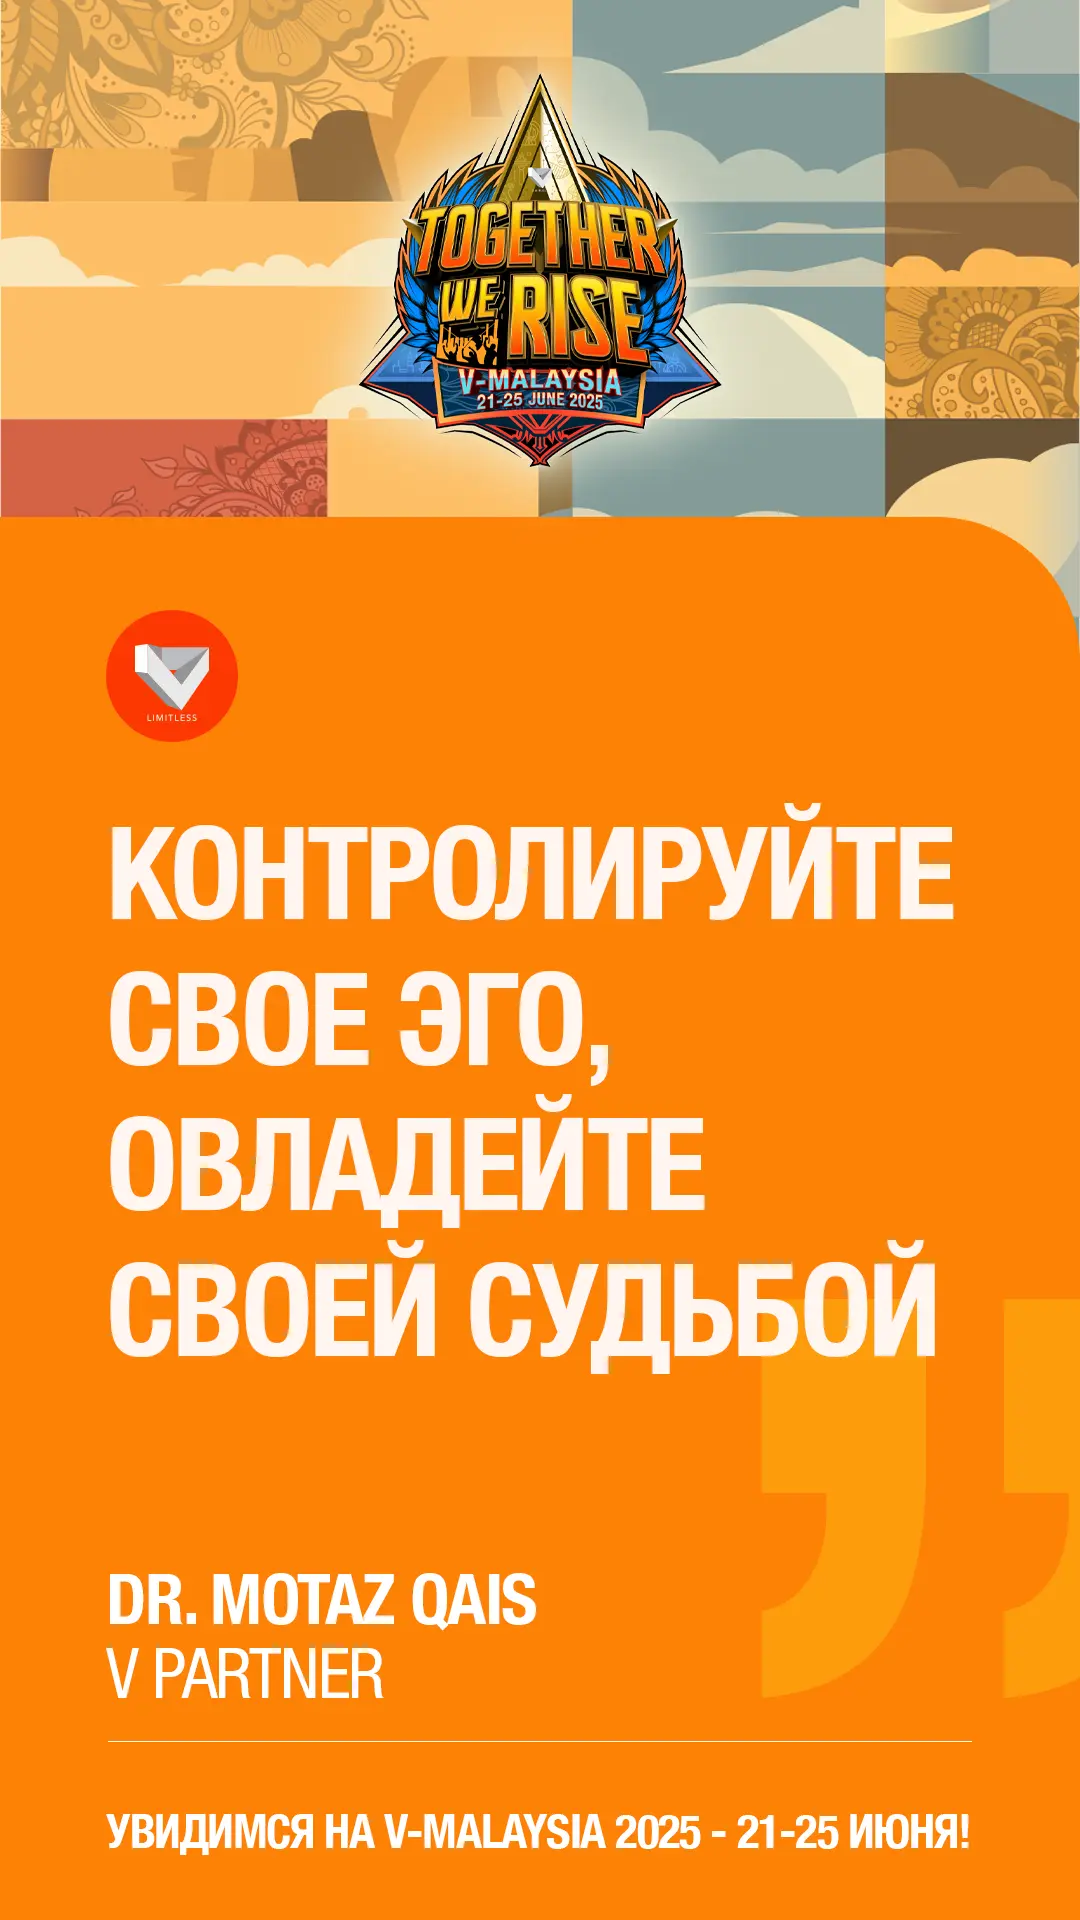 TOGETHER
WE RISE
V-MALAYSIA
21-25 JUNE 2025
LIMITLESS
КОНТРОЛИРУЙТЕ
СВОЕ ЭГО,
ОВЛАДЕЙТЕ
СВОЕЙ СУДЬБОЙ
DR. MOTAZ QAIS
V PARTNER
УВИДИМСЯ НА V-MALAYSIA 2025 - 21-25 ИЮНЯ!